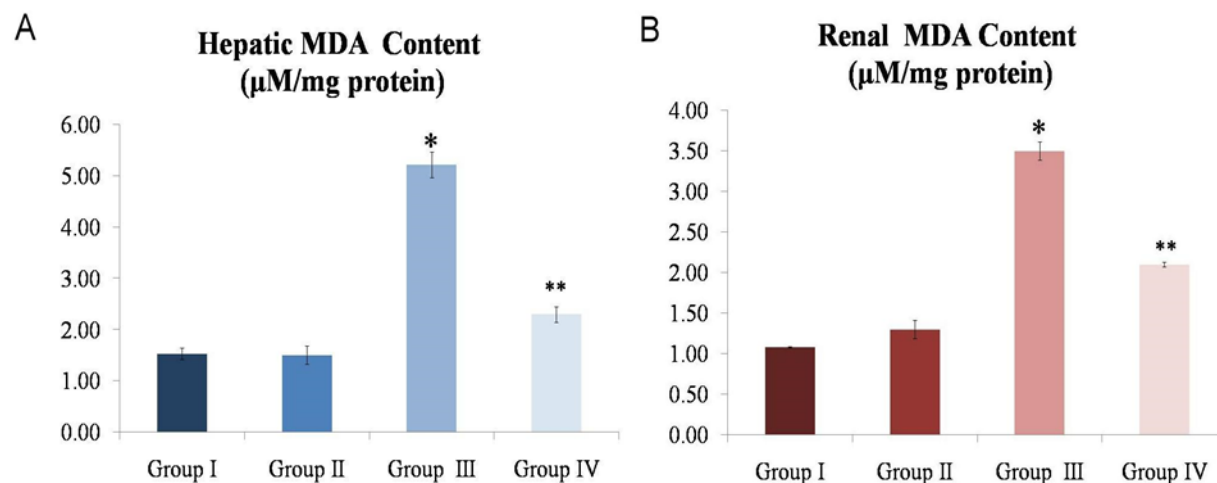 A
Hepatic MDA Content
(µM/mg protein)
6.00
5.00
4.00
3.00
2.00
1.00
0.00
*
**
Group I Group II Group III Group IV
B
Renal MDA Content
(µM/mg protein)
4.00
3.50
3.00
2.50
2.00
1.50
1.00
0.50
0.00
*
**
Group I Group II Group III Group IV